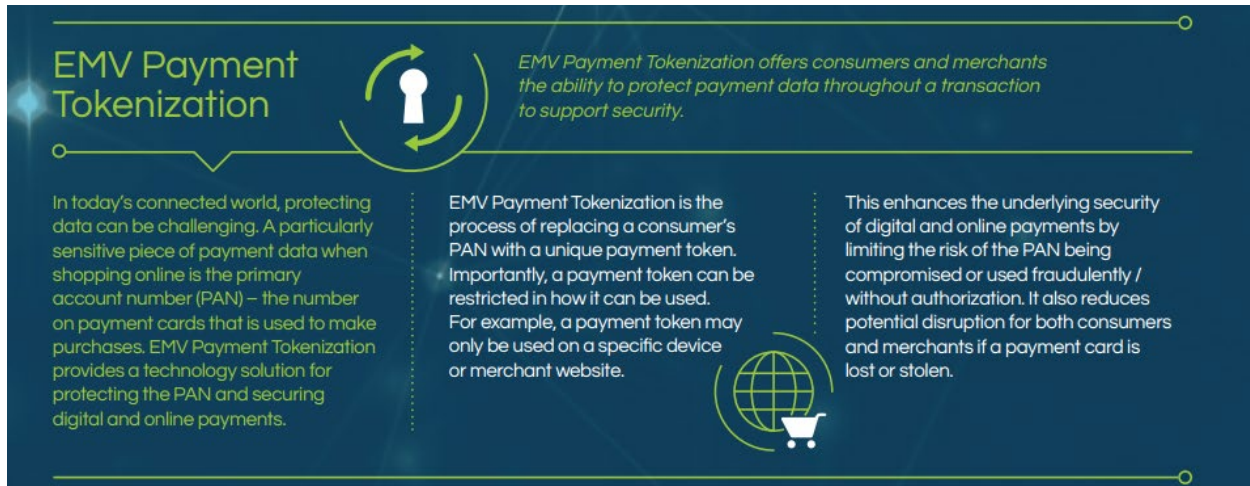 EMV Payment
Tokenization
EMV Payment Tokenization offers consumers and merchants
the ability to protect payment data throughout a transaction
to support security.
In today's connected world, protecting
data can be challenging. A particularly
sensitive piece of payment data when
shopping online is the primary
account number (PAN) – the number
on payment cards that is used to make
purchases. EMV Payment Tokenization
provides a technology solution for
protecting the PAN and securing
digital and online payments.
EMV Payment Tokenization is the
process of replacing a consumer's
PAN with a unique payment token.
Importantly, a payment token can be
restricted in how it can be used.
For example, a payment token may
only be used on a specific device
or merchant website.
This enhances the underlying security
of digital and online payments by
limiting the risk of the PAN being
compromised or used fraudulently /
without authorization. It also reduces
potential disruption for both consumers
and merchants if a payment card is
lost or stolen.